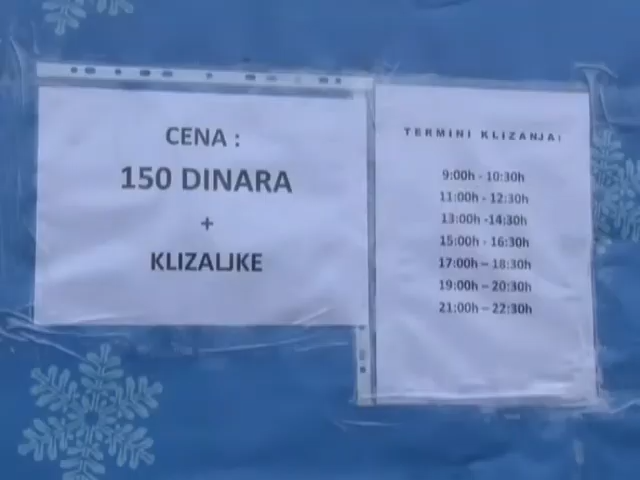 CENA :
150 DINARA
+
KLIZALJKE
TERMINI KLIZANJA:
9:00h - 10:30h
11:00h - 12:30h
13:00h -14:30h
15:00h - 16:30h
17:00h – 18:30h
19:00h – 20:30h
21:00h – 22:30h